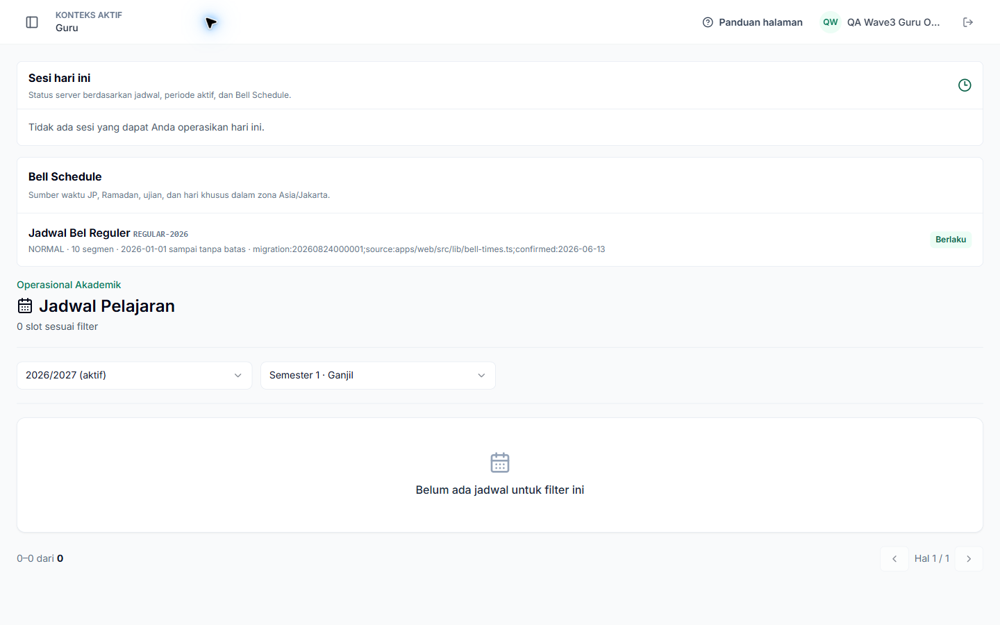 KONTEKS AKTIF
Guru
Panduan halaman
QW
QA Wave3 Guru O...
Sesi hari ini
Status server berdasarkan jadwal, periode aktif, dan Bell Schedule.
Tidak ada sesi yang dapat Anda operasikan hari ini.
Bell Schedule
Sumber waktu JP, Ramadan, ujian, dan hari khusus dalam zona Asia/Jakarta.
Jadwal Bel Reguler REGULAR-2026
NORMAL · 10 segmen · 2026-01-01 sampai tanpa batas · migration:20260824000001;source:apps/web/src/lib/bell-times.ts;confirmed:2026-06-13
Berlaku
Operasional Akademik
Jadwal Pelajaran
0 slot sesuai filter
2026/2027 (aktif)
Semester 1 · Ganjil
Belum ada jadwal untuk filter ini
0–0 dari 0
Hal 1 / 1